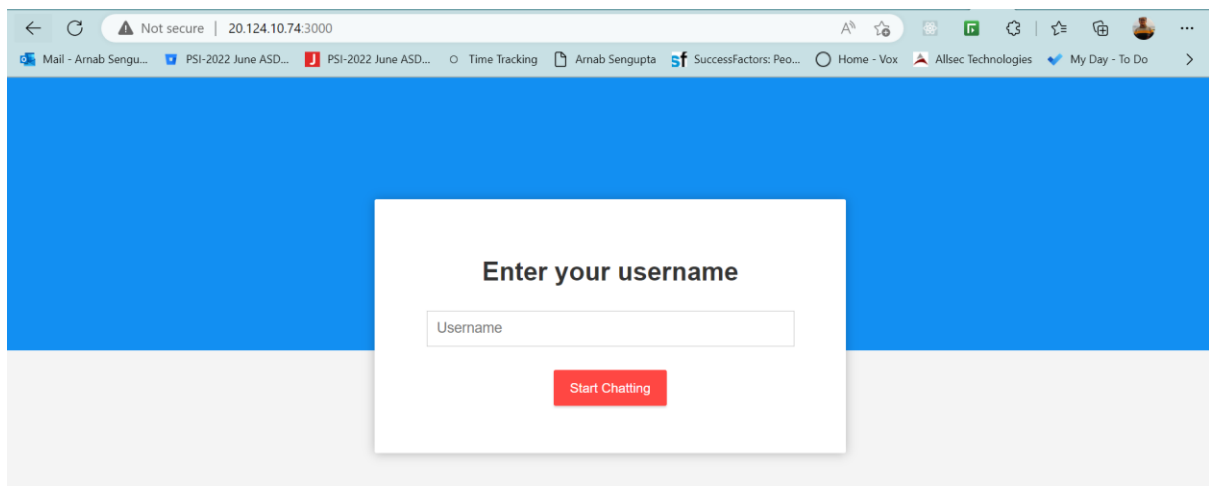 Not secure | 20.124.10.74:3000
Mail - Arnab Sengu... PSI-2022 June ASD... PSI-2022 June ASD... Time Tracking Arnab Sengupta SuccessFactors: Peo... Home - Vox Allsec Technologies My Day - To Do
Enter your username
Username
Start Chatting